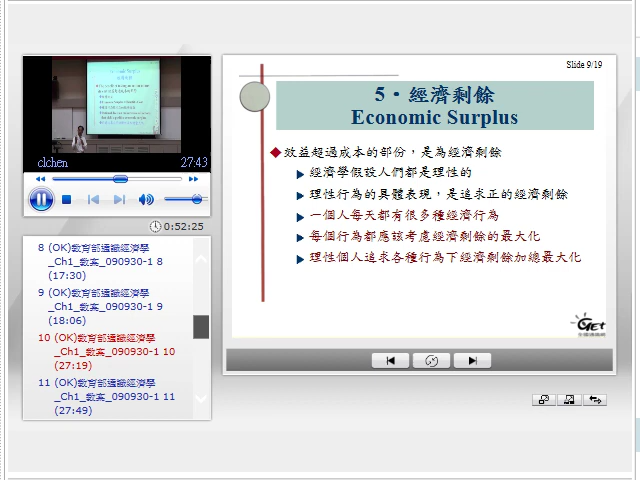 clchen
27:43
0:52:25
8 (OK)教育部通識經濟學
_Ch1_教案_090930-1 8
(17:30)
9 (OK)教育部通識經濟學
_Ch1_教案_090930-1 9
(18:06)
10 (OK)教育部通識經濟學
_Ch1_教案_090930-1 10
(27:19)
11 (OK)教育部通識經濟學
_Ch1_教案_090930-1 11
(27:49)
Slide 9/19
5‧經濟剩餘
Economic Surplus
效益超過成本的部份，是為經濟剩餘
經濟學假設人們都是理性的
理性行為的具體表現，是追求正的經濟剩餘
一個人每天都有很多種經濟行為
每個行為都應該考慮經濟剩餘的最大化
理性個人追求各種行為下經濟剩餘加總最大化
GET